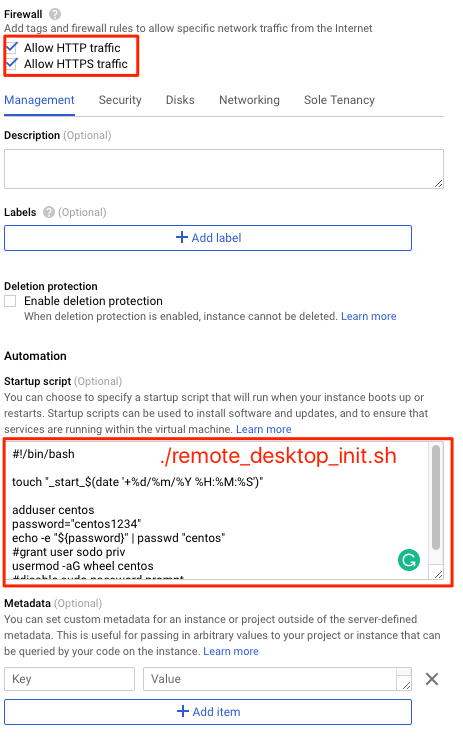 Firewall
Add tags and firewall rules to allow specific network traffic from the Internet
Allow HTTP traffic
Allow HTTPS traffic
Management Security Disks Networking Sole Tenancy
Description (Optional)
Labels (Optional)
+ Add label
Deletion protection
Enable deletion protection
When deletion protection is enabled, instance cannot be deleted. Learn more
Automation
Startup script (Optional)
You can choose to specify a startup script that will run when your instance boots up or
restarts. Startup scripts can be used to install software and updates, and to ensure that
services are running within the virtual machine. Learn more
#!/bin/bash
./remote_desktop_init.sh
touch "_start_$(date '+%d/%m/%Y %H:%M:%S')"
adduser centos
password="centos1234"
echo -e "${password}" | passwd "centos"
#grant user sodo priv
usermod -aG wheel centos
#disable sudo password prompt
Metadata (Optional)
You can set custom metadata for an instance or project outside of the server-defined
metadata. This is useful for passing in arbitrary values to your project or instance that can
be queried by your code on the instance. Learn more
Key Value
+ Add item